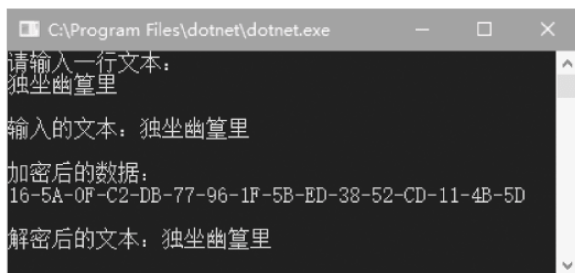 C:\Program Files\dotnet\dotnet.exe
请输入一行文本：
独坐幽篁里
输入的文本：独坐幽篁里
加密后的数据：
16-5A-0F-C2-DB-77-96-1F-5B-ED-38-52-CD-11-4B-5D
解密后的文本：独坐幽篁里